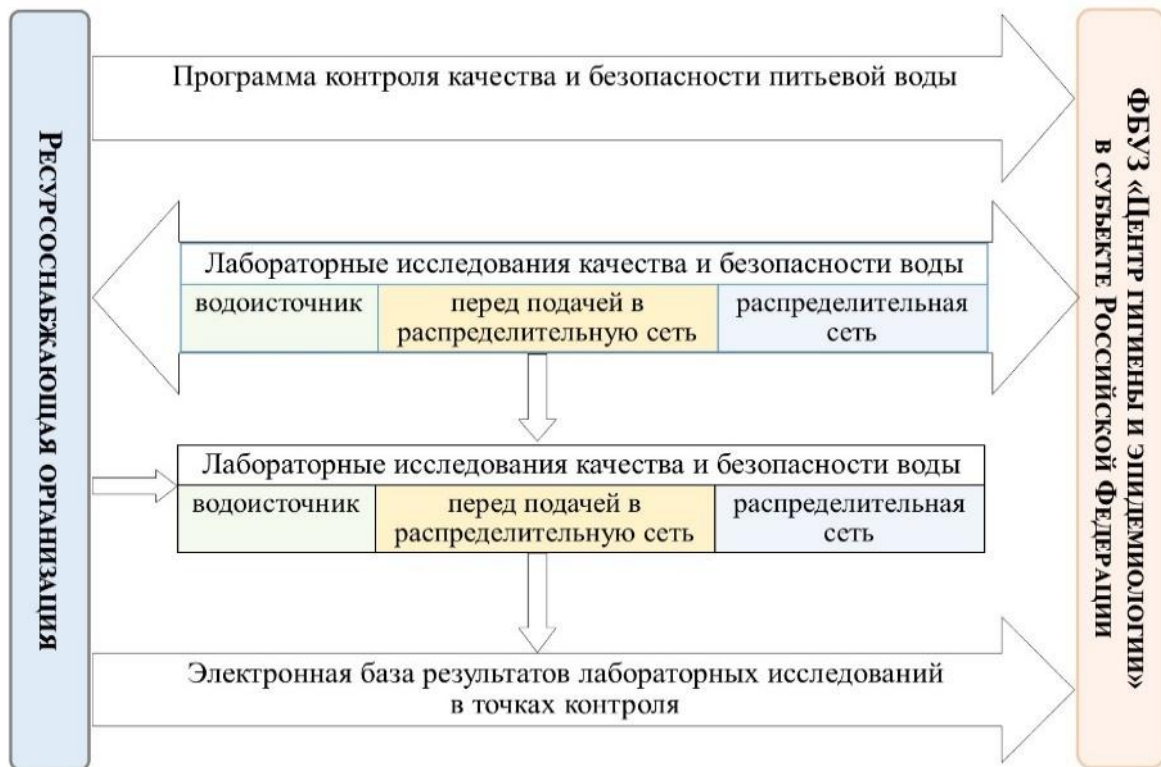 РЕСУРСОСНАБЖАЮЩАЯ ОРГАНИЗАЦИЯ
Программа контроля качества и безопасности питьевой воды
Лабораторные исследования качества и безопасности воды
водоисточник
перед подачей в
распределительную сеть
распределительная
сеть
Лабораторные исследования качества и безопасности воды
водоисточник
перед подачей в
распределительную сеть
распределительная
сеть
Электронная база результатов лабораторных исследований
в точках контроля
ФБУЗ «ЦЕНТР ГИГИЕНЫ И ЭПИДЕМИОЛОГИИ»
В СУБЪЕКТЕ РОССИЙСКОЙ ФЕДЕРАЦИИ